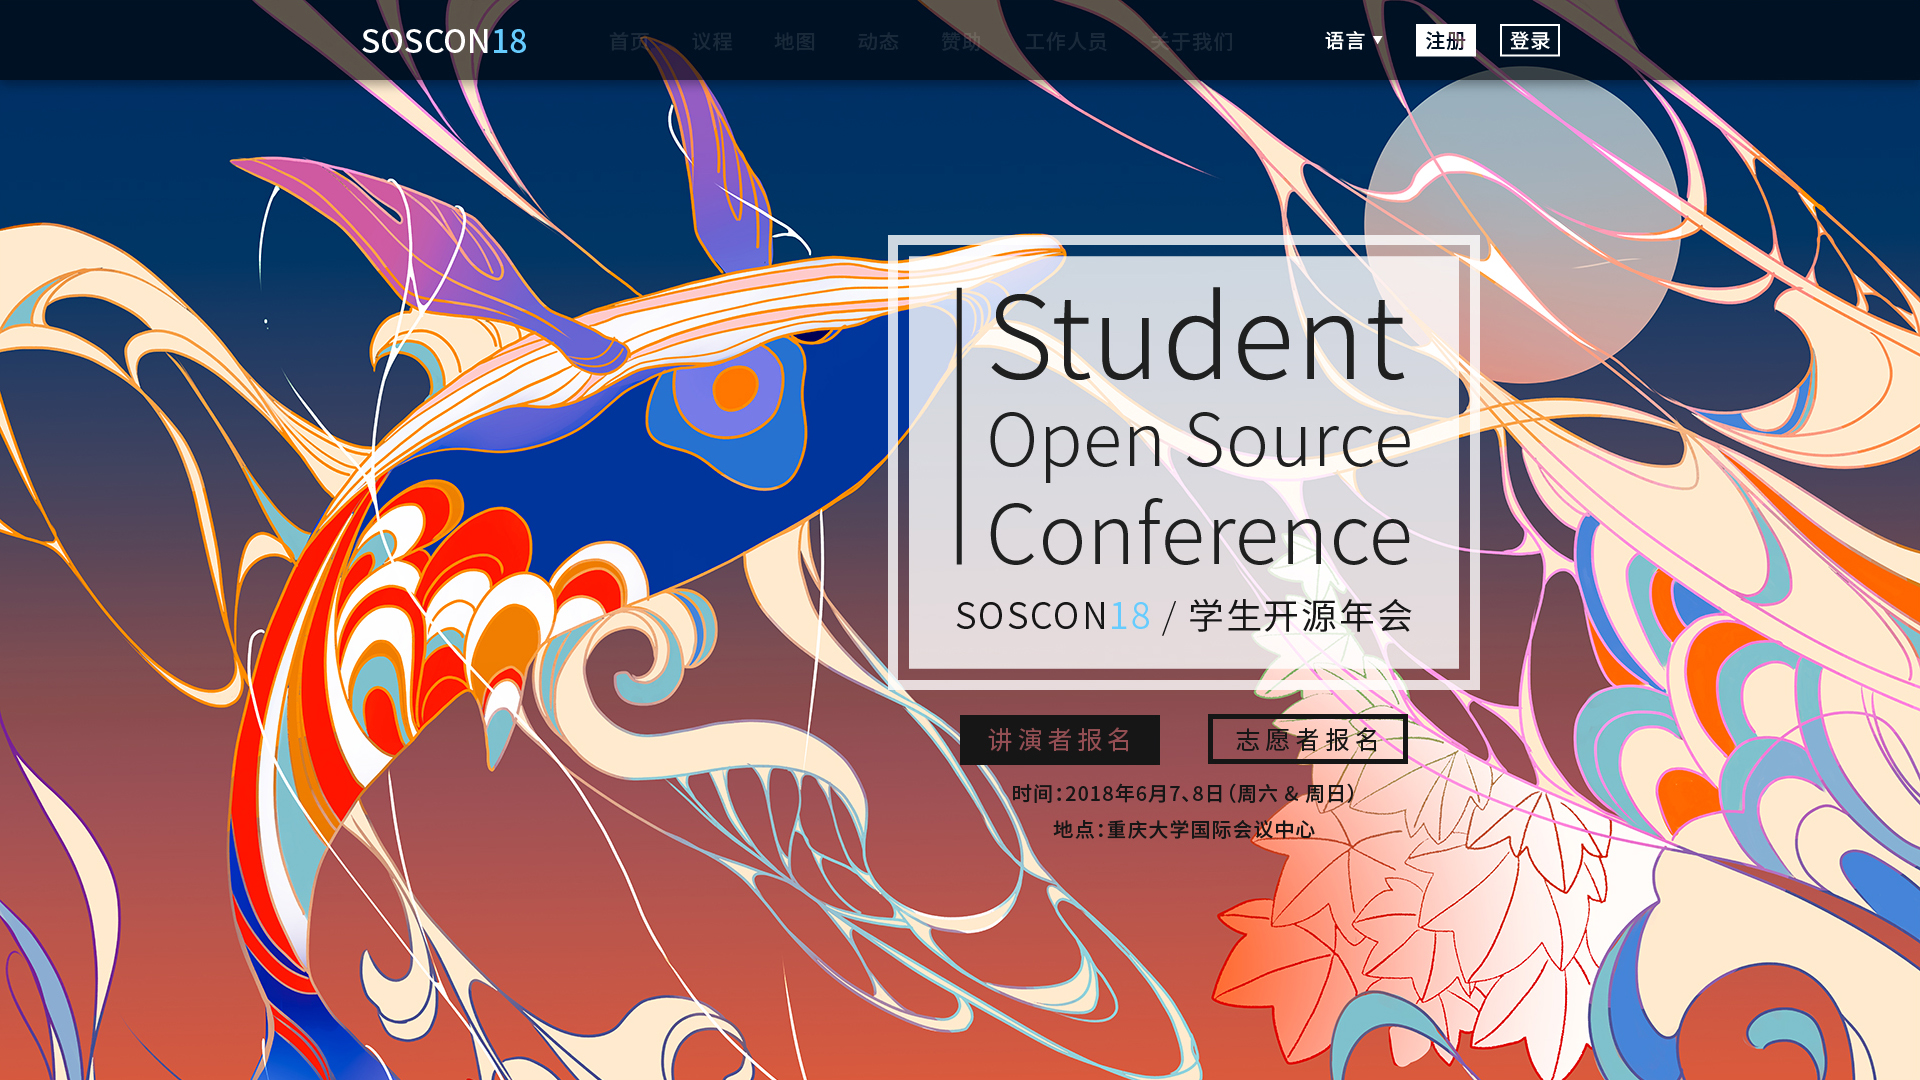 SOSCON18 首页 议程 地图 动态 赞助 工作人员 关于我们 语言 ▼ 注册 登录
Student
Open Source
Conference
SOSCON18 / 学生开源年会
讲演者报名 志愿者报名
时间：2018年6月7、8日（周六 & 周日）
地点：重庆大学国际会议中心